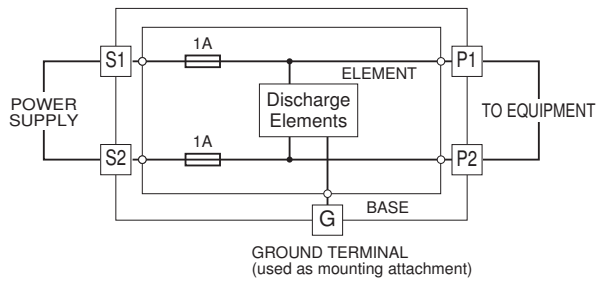 1A
S1
P1
ELEMENT
Discharge
Elements
POWER
SUPPLY
TO EQUIPMENT
1A
S2
P2
BASE
G
GROUND TERMINAL
(used as mounting attachment)